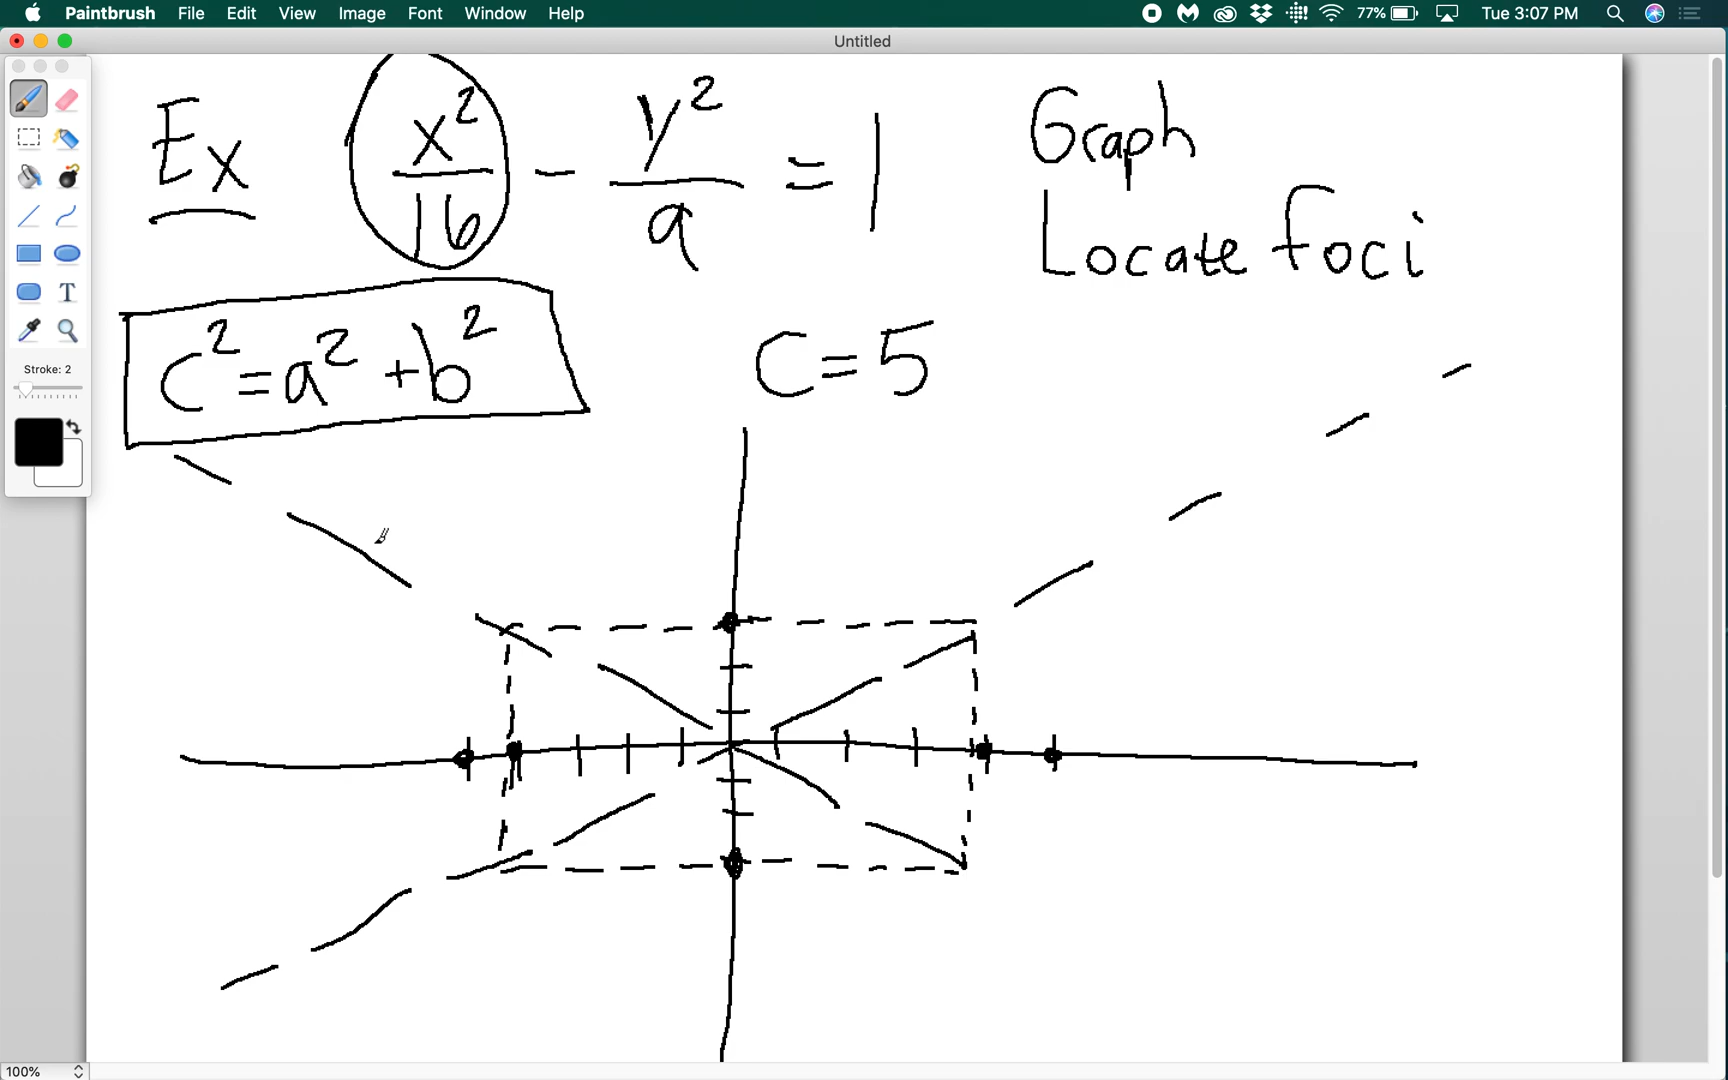 Paintbrush File Edit View Image Font Window Help 77% Tue 3:07 PM
Untitled
Ex x²/16 - y²/9 = 1 Graph
Locate foci
c² = a² + b² C = 5
T
Stroke: 2
100%